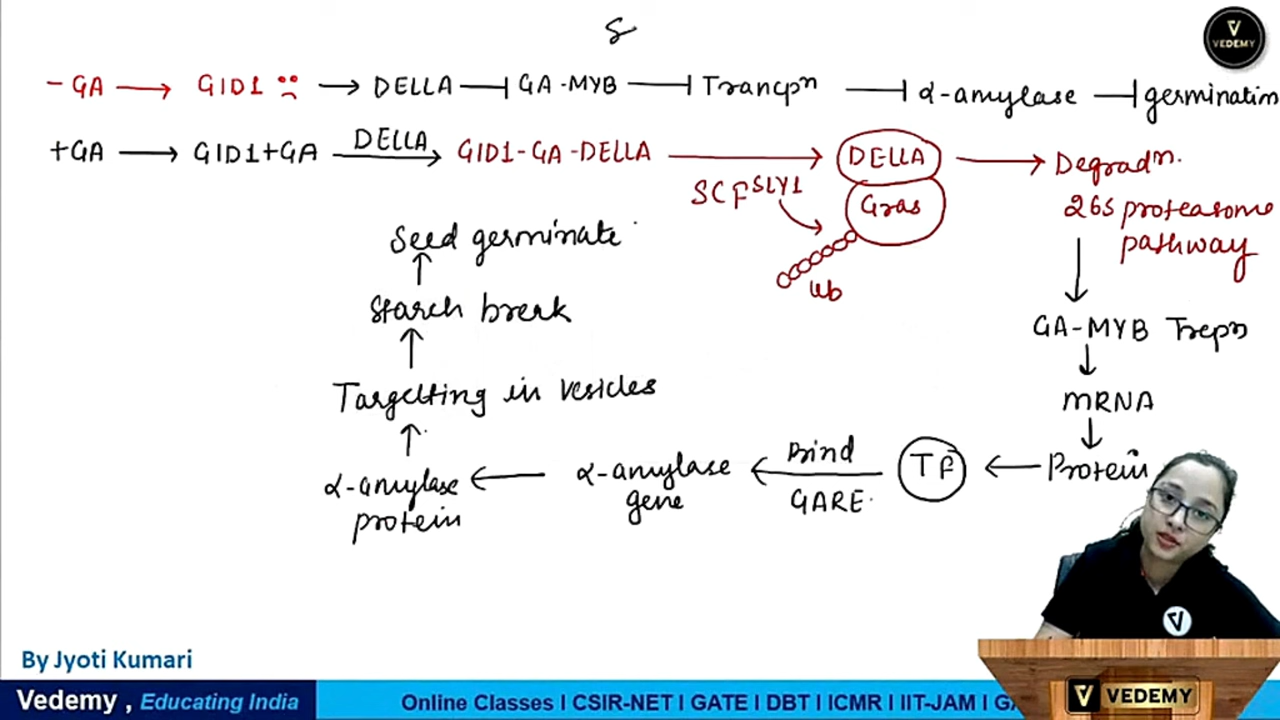 S
VEDEMY
-GA → GID1 → DELLA ⊣ GA-MYB ⊣ Trancpⁿ ⊣ α-amylase ⊣ germination
+GA → GID1+GA DELLA → GID1-GA-DELLA → DELLA → Degradⁿ.
SCF^SLY1
Gras
26s proteasome
pathway
Ub
Seed germinate
↑
Starch break
↑
Targetting in vesicles
↑
GA-MYB Trcpn
↓
MRNA
↓
α-amylase protein ← α-amylase gene ← Bind GARE. TF ← Protein
By Jyoti Kumari
Vedemy , Educating India
Online Classes I CSIR-NET I GATE I DBT I ICMR I IIT-JAM I GA
VEDEMY